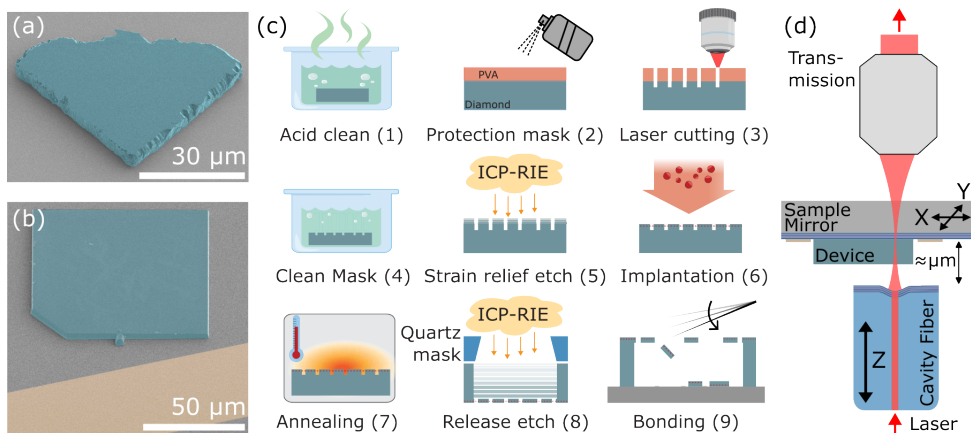 (a)
30 μm
(b)
50 μm
(c)
Acid clean (1)
PVA
Diamond
Protection mask (2)
Laser cutting (3)
Clean Mask (4)
ICP-RIE
Strain relief etch (5)
Implantation (6)
Annealing (7)
Quartz
mask
ICP-RIE
Release etch (8)
Bonding (9)
(d)
Trans-
mission
Sample
Mirror
X
Y
Device
≈μm
Z
Cavity Fiber
Laser